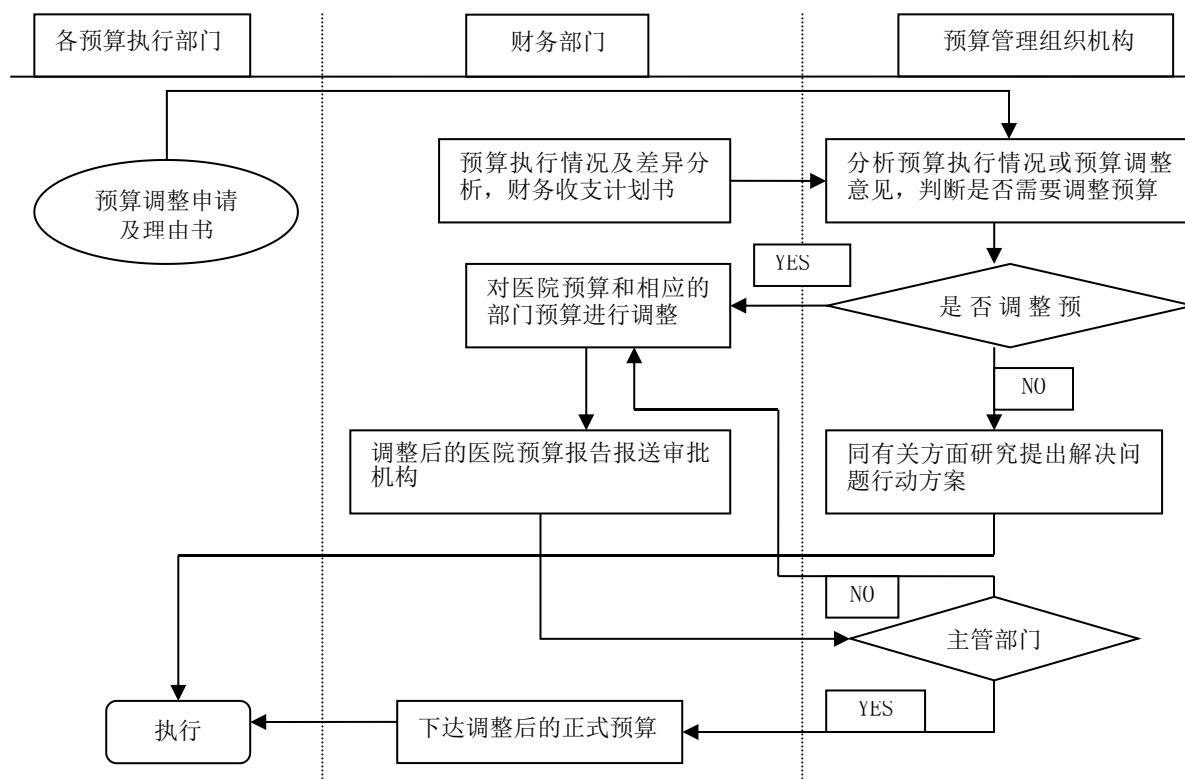 各预算执行部门
财务部门
预算管理组织机构
预算执行情况及差异分
析，财务收支计划书
分析预算执行情况或预算调整
意见，判断是否需要调整预算
预算调整申请
及理由书
YES
对医院预算和相应的
部门预算进行调整
是否调整预
NO
调整后的医院预算报告报送审批
机构
同有关方面研究提出解决问
题行动方案
NO
主管部门
YES
执行
下达调整后的正式预算